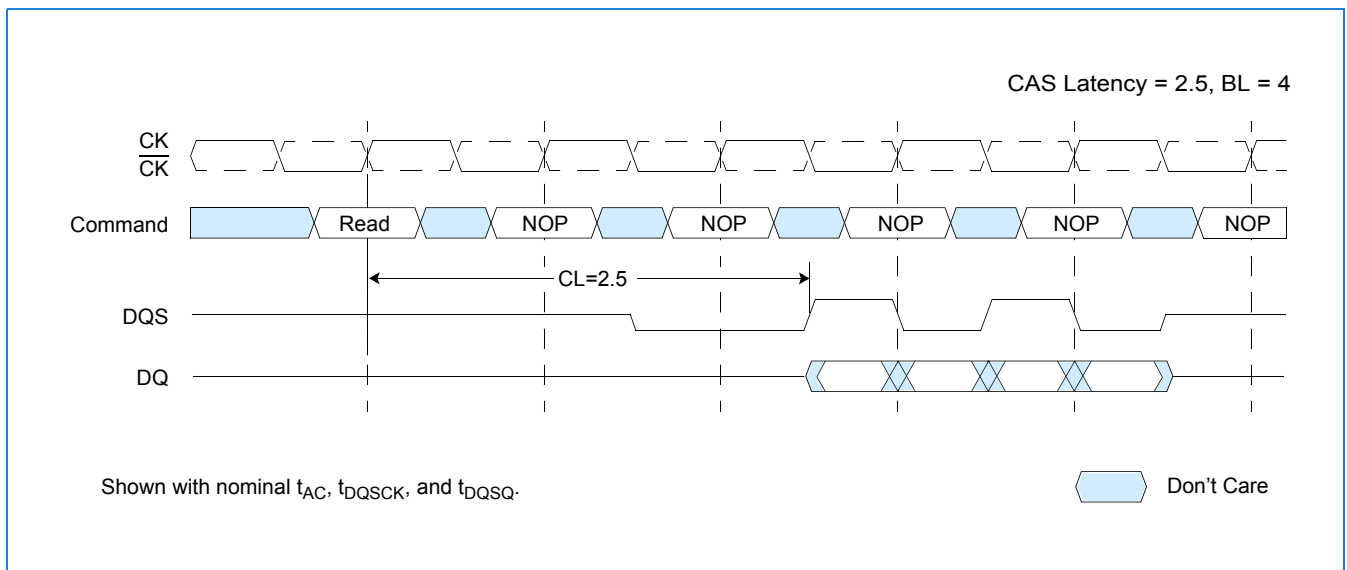 CAS Latency = 2.5, BL = 4
CK
CK
Command
Read
NOP
NOP
NOP
NOP
NOP
CL=2.5
DQS
DQ
Shown with nominal tAC, tDQSCK, and tDQSQ.
Don't Care